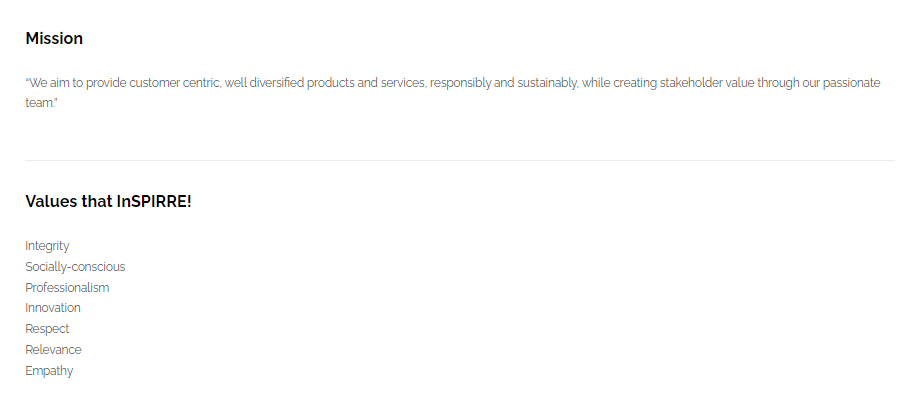 Mission
“We aim to provide customer centric, well diversified products and services, responsibly and sustainably, while creating stakeholder value through our passionate
team.”
Values that InSPIRRE!
Integrity
Socially-conscious
Professionalism
Innovation
Respect
Relevance
Empathy